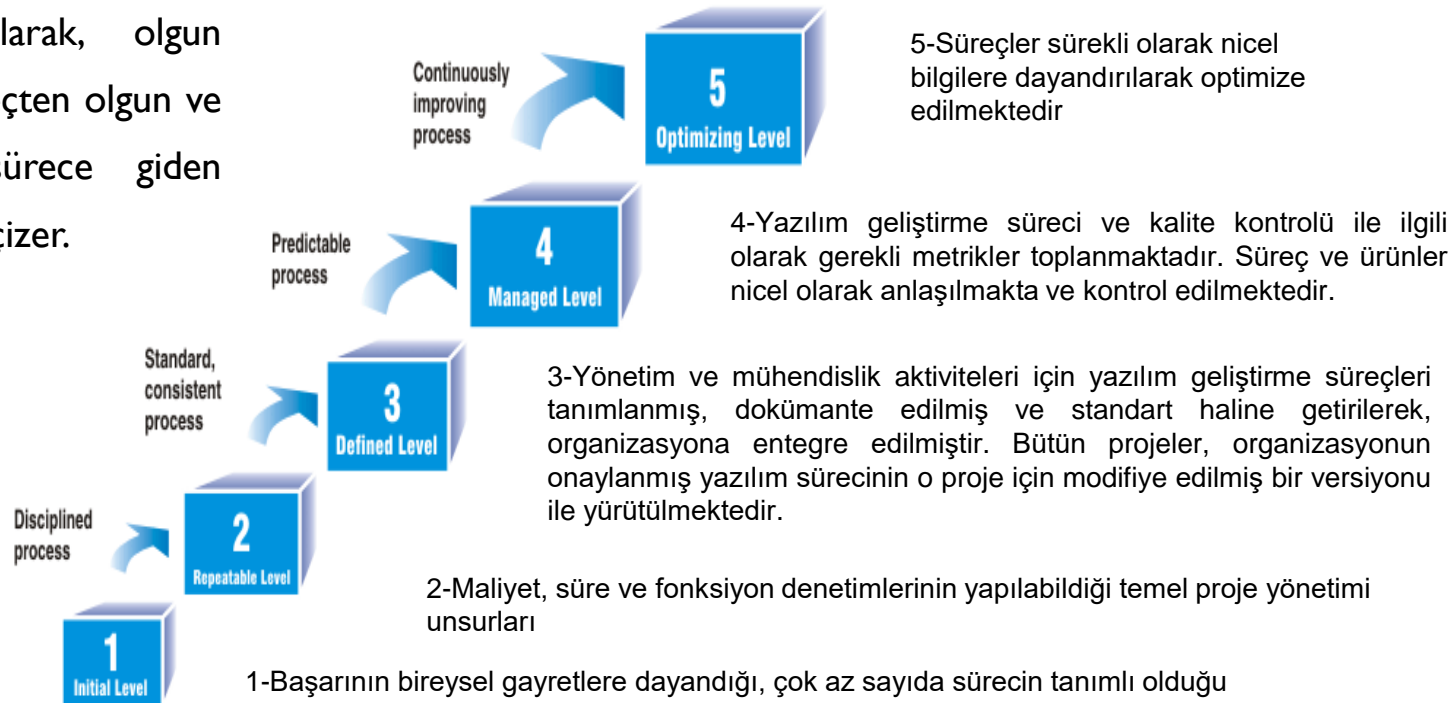 larak, olgun
çten olgun ve
sürece giden
çizer.
Continuously
improving
process
5
Optimizing Level
5-Süreçler sürekli olarak nicel
bilgilere dayandırılarak optimize
edilmektedir
Predictable
process
4
Managed Level
4-Yazılım geliştirme süreci ve kalite kontrolü ile ilgili
olarak gerekli metrikler toplanmaktadır. Süreç ve ürünler
nicel olarak anlaşılmakta ve kontrol edilmektedir.
Standard,
consistent
process
3
Defined Level
3-Yönetim ve mühendislik aktiviteleri için yazılım geliştirme süreçleri
tanımlanmış, dokümante edilmiş ve standart haline getirilerek,
organizasyona entegre edilmiştir. Bütün projeler, organizasyonun
onaylanmış yazılım sürecinin o proje için modifiye edilmiş bir versiyonu
ile yürütülmektedir.
Disciplined
process
2
Repeatable Level
2-Maliyet, süre ve fonksiyon denetimlerinin yapılabildiği temel proje yönetimi
unsurları
1
Initial Level
1-Başarının bireysel gayretlere dayandığı, çok az sayıda sürecin tanımlı olduğu